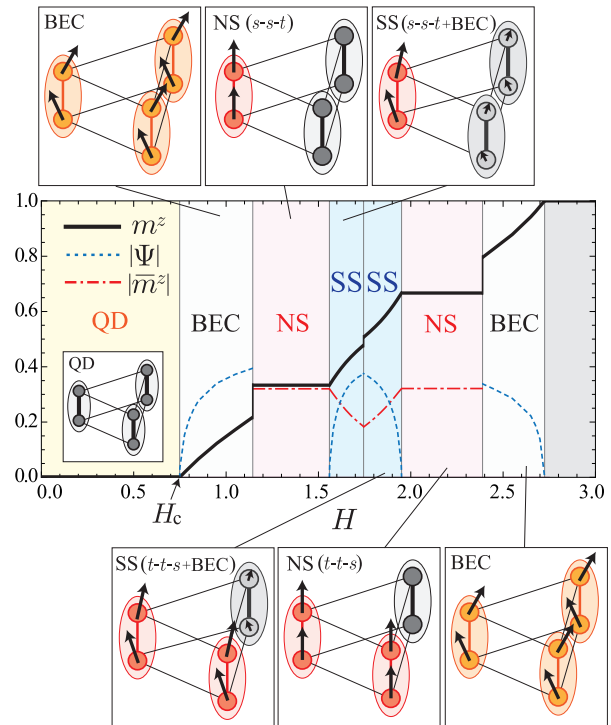 BEC
NS (s-s-t)
SS (s-s-t+BEC)
1.0
0.8
0.6
0.4
0.2
0.0
m^z
|Ψ|
|m̅^z|
QD
BEC
NS
SS
SS
NS
BEC
QD
0.0
0.5
1.0
1.5
2.0
2.5
3.0
H_c
H
SS (t-t-s+BEC)
NS (t-t-s)
BEC